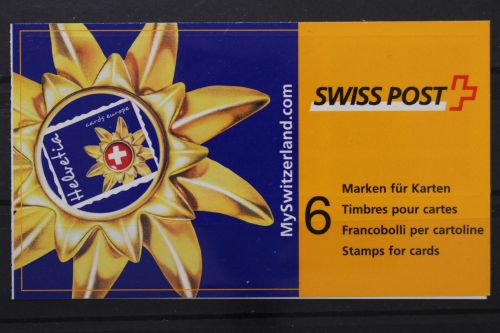 Helvetia
cards europe
MySwitzerland.com
SWISS POST
6
Marken für Karten
Timbres pour cartes
Francobolli per cartoline
Stamps for cards